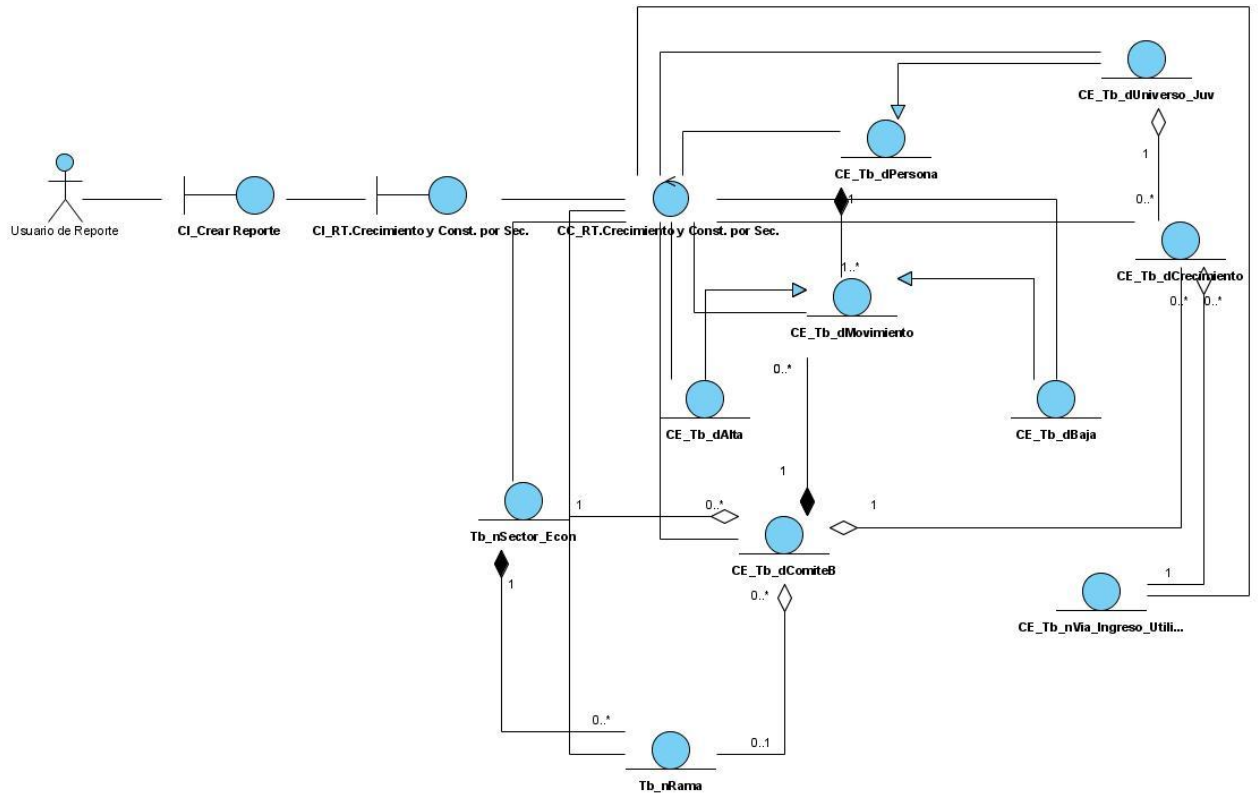 CE_Tb_dUniverso_Juv
1
CE_Tb_dPersona
1
0..*
Usuario de Reporte
CI_Crear Reporte
CI_RT.Crecimiento y Const. por Sec.
CC_RT.Crecimiento y Const. por Sec.
1..*
CE_Tb_dCrecimiento
0..*
0..*
CE_Tb_dMovimiento
0..*
CE_Tb_dAlta
CE_Tb_dBaja
1
1
0..*
1
Tb_nSector_Econ
CE_Tb_dComiteB
1
1
0..*
CE_Tb_nVia_Ingreso_Utili...
0..*
0..1
Tb_nRama